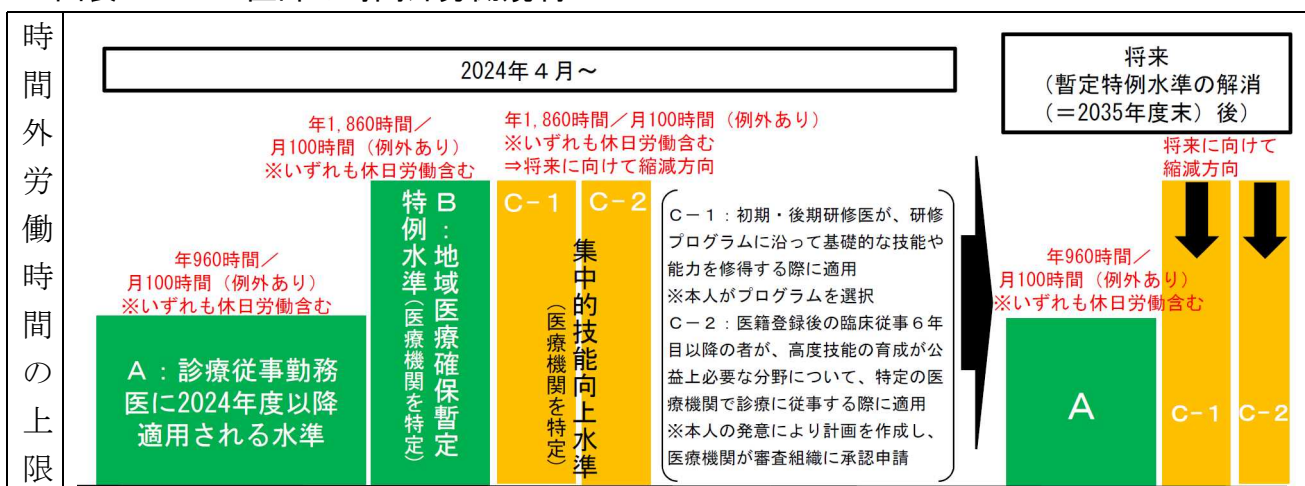 時間外労働時間の上限
2024年4月~
年1,860時間/
月100時間(例外あり)
※いずれも休日労働含む
年1,860時間/月100時間(例外あり)
※いずれも休日労働含む
⇒将来に向けて縮減方向
年960時間/
月100時間(例外あり)
※いずれも休日労働含む
A:診療従事勤務
医に2024年度以降
適用される水準
B:地域医療確保暫定
特例水準(医療機関を特定)
C-1
C-2
集中的技能向上水準
(医療機関を特定)
C-1:初期・後期研修医が、研修
プログラムに沿って基礎的な技能や
能力を修得する際に適用
※本人がプログラムを選択
C-2:医籍登録後の臨床従事6年
目以降の者が、高度技能の育成が公
益上必要な分野について、特定の医
療機関で診療に従事する際に適用
※本人の発意により計画を作成し、
医療機関が審査組織に承認申請
将来
(暫定特例水準の解消
(=2035年度末)後)
将来に向けて
縮減方向
年960時間/
月100時間(例外あり)
※いずれも休日労働含む
A
C-1
C-2